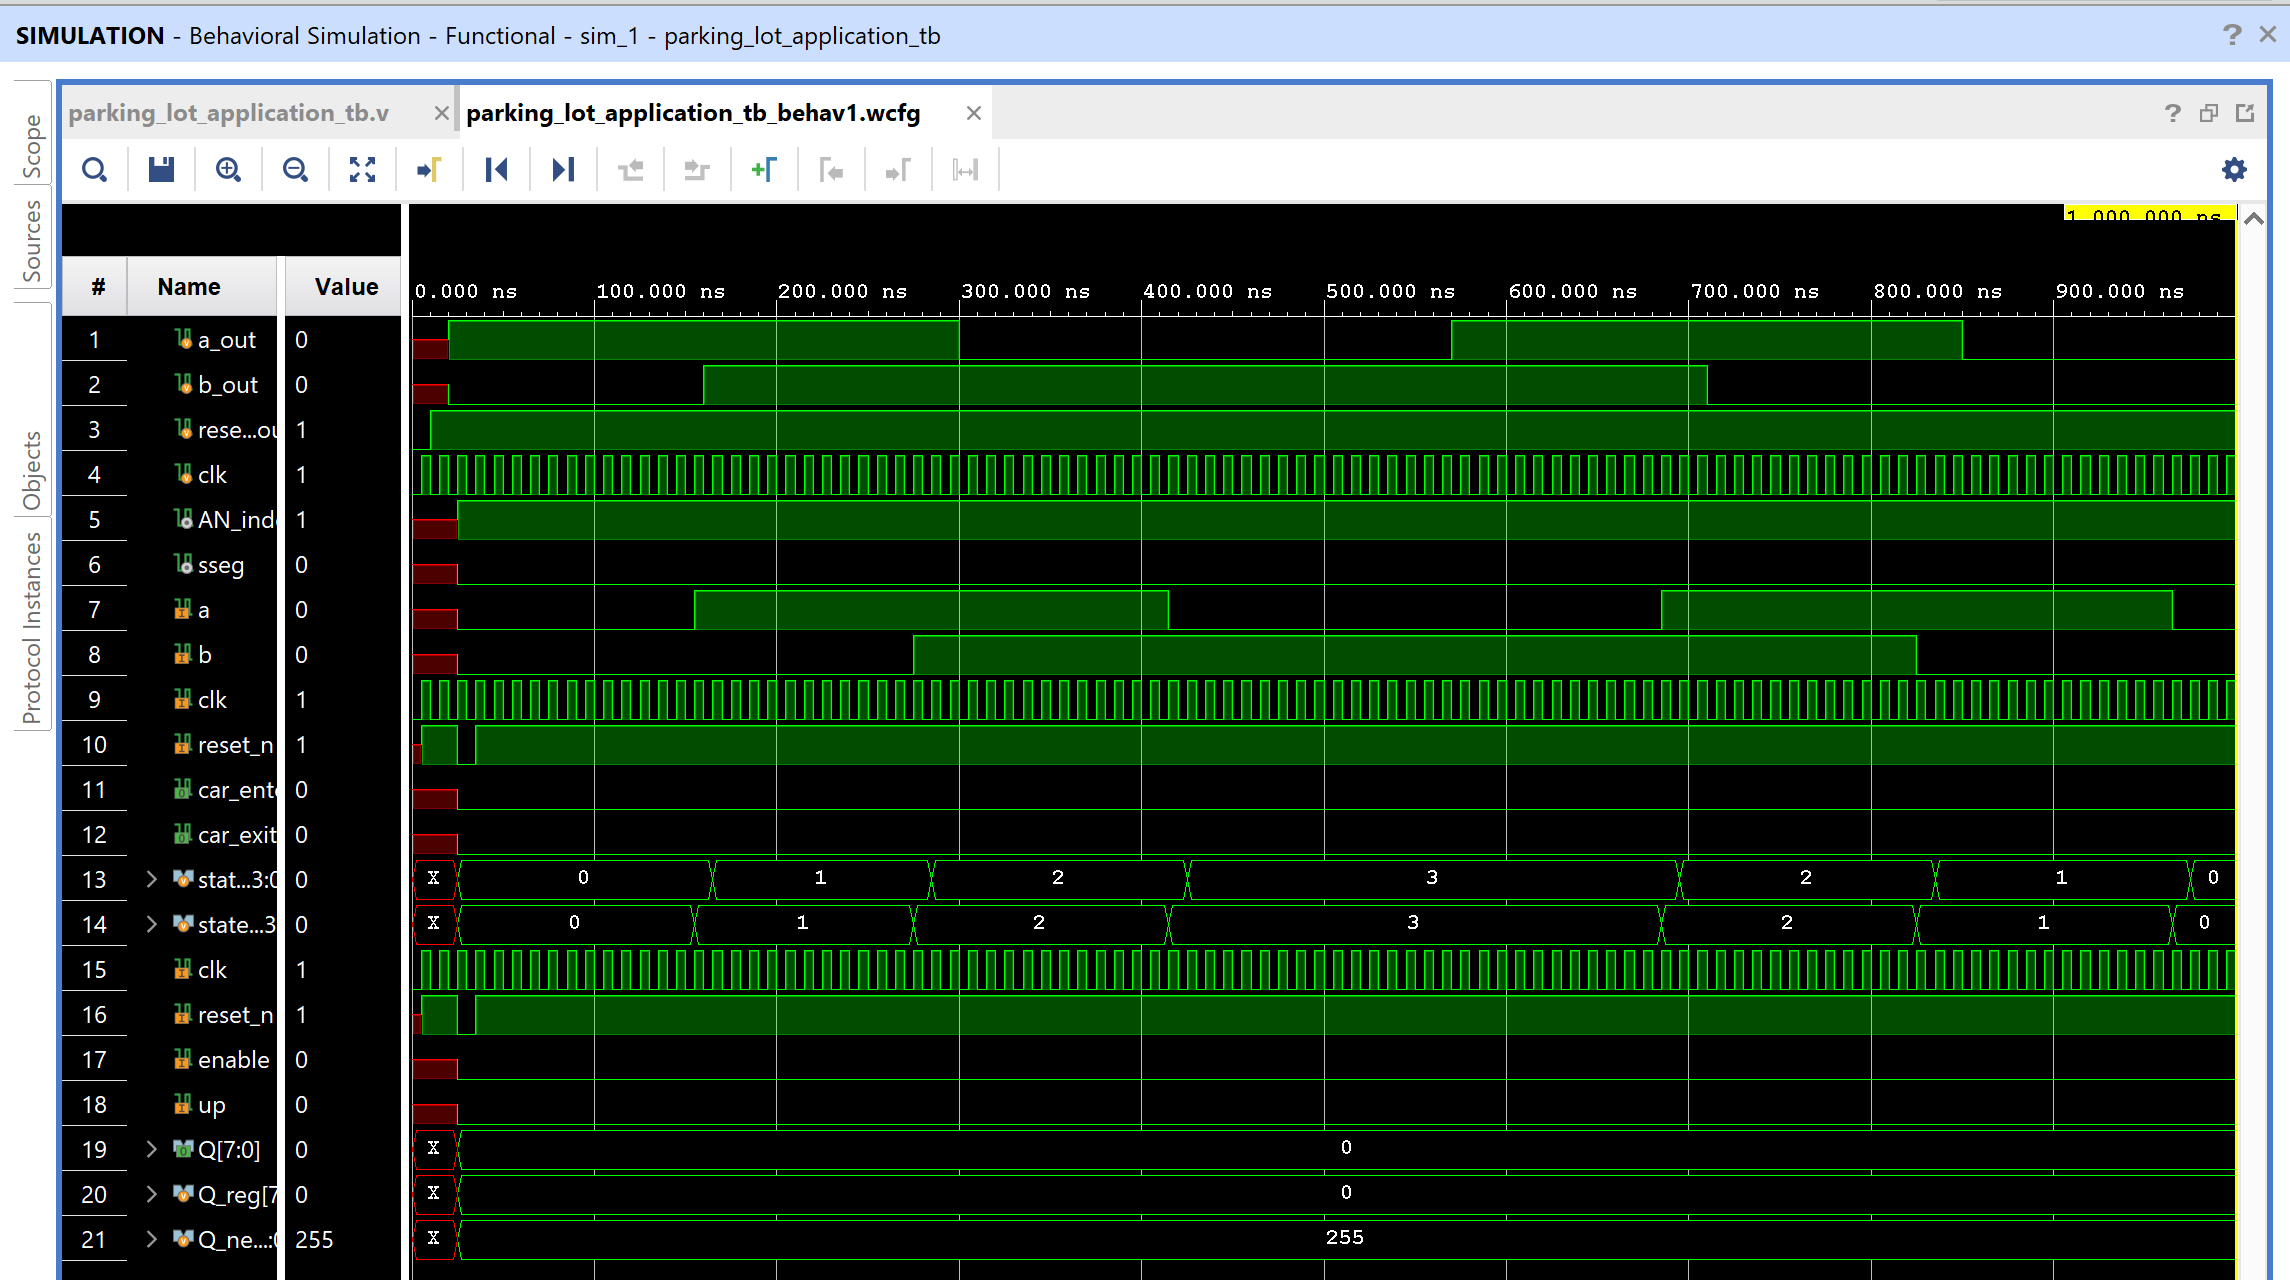 SIMULATION - Behavioral Simulation - Functional - sim_1 - parking_lot_application_tb
Scope
Sources
Objects
Protocol Instances
parking_lot_application_tb.v
parking_lot_application_tb_behav1.wcfg
1,000.000 ns
# Name Value
0.000 ns 100.000 ns 200.000 ns 300.000 ns 400.000 ns 500.000 ns 600.000 ns 700.000 ns 800.000 ns 900.000 ns
1 a_out 0
2 b_out 0
3 rese...ou 1
4 clk 1
5 AN_ind 1
6 sseg 0
7 a 0
8 b 0
9 clk 1
10 reset_n 1
11 car_ent 0
12 car_exit 0
13 stat...3:0 0 X 0 1 2 3 2 1 0
14 state...3 0 X 0 1 2 3 2 1 0
15 clk 1
16 reset_n 1
17 enable 0
18 up 0
19 Q[7:0] 0 X 0
20 Q_reg[7 0 X 0
21 Q_ne...: 255 X 255